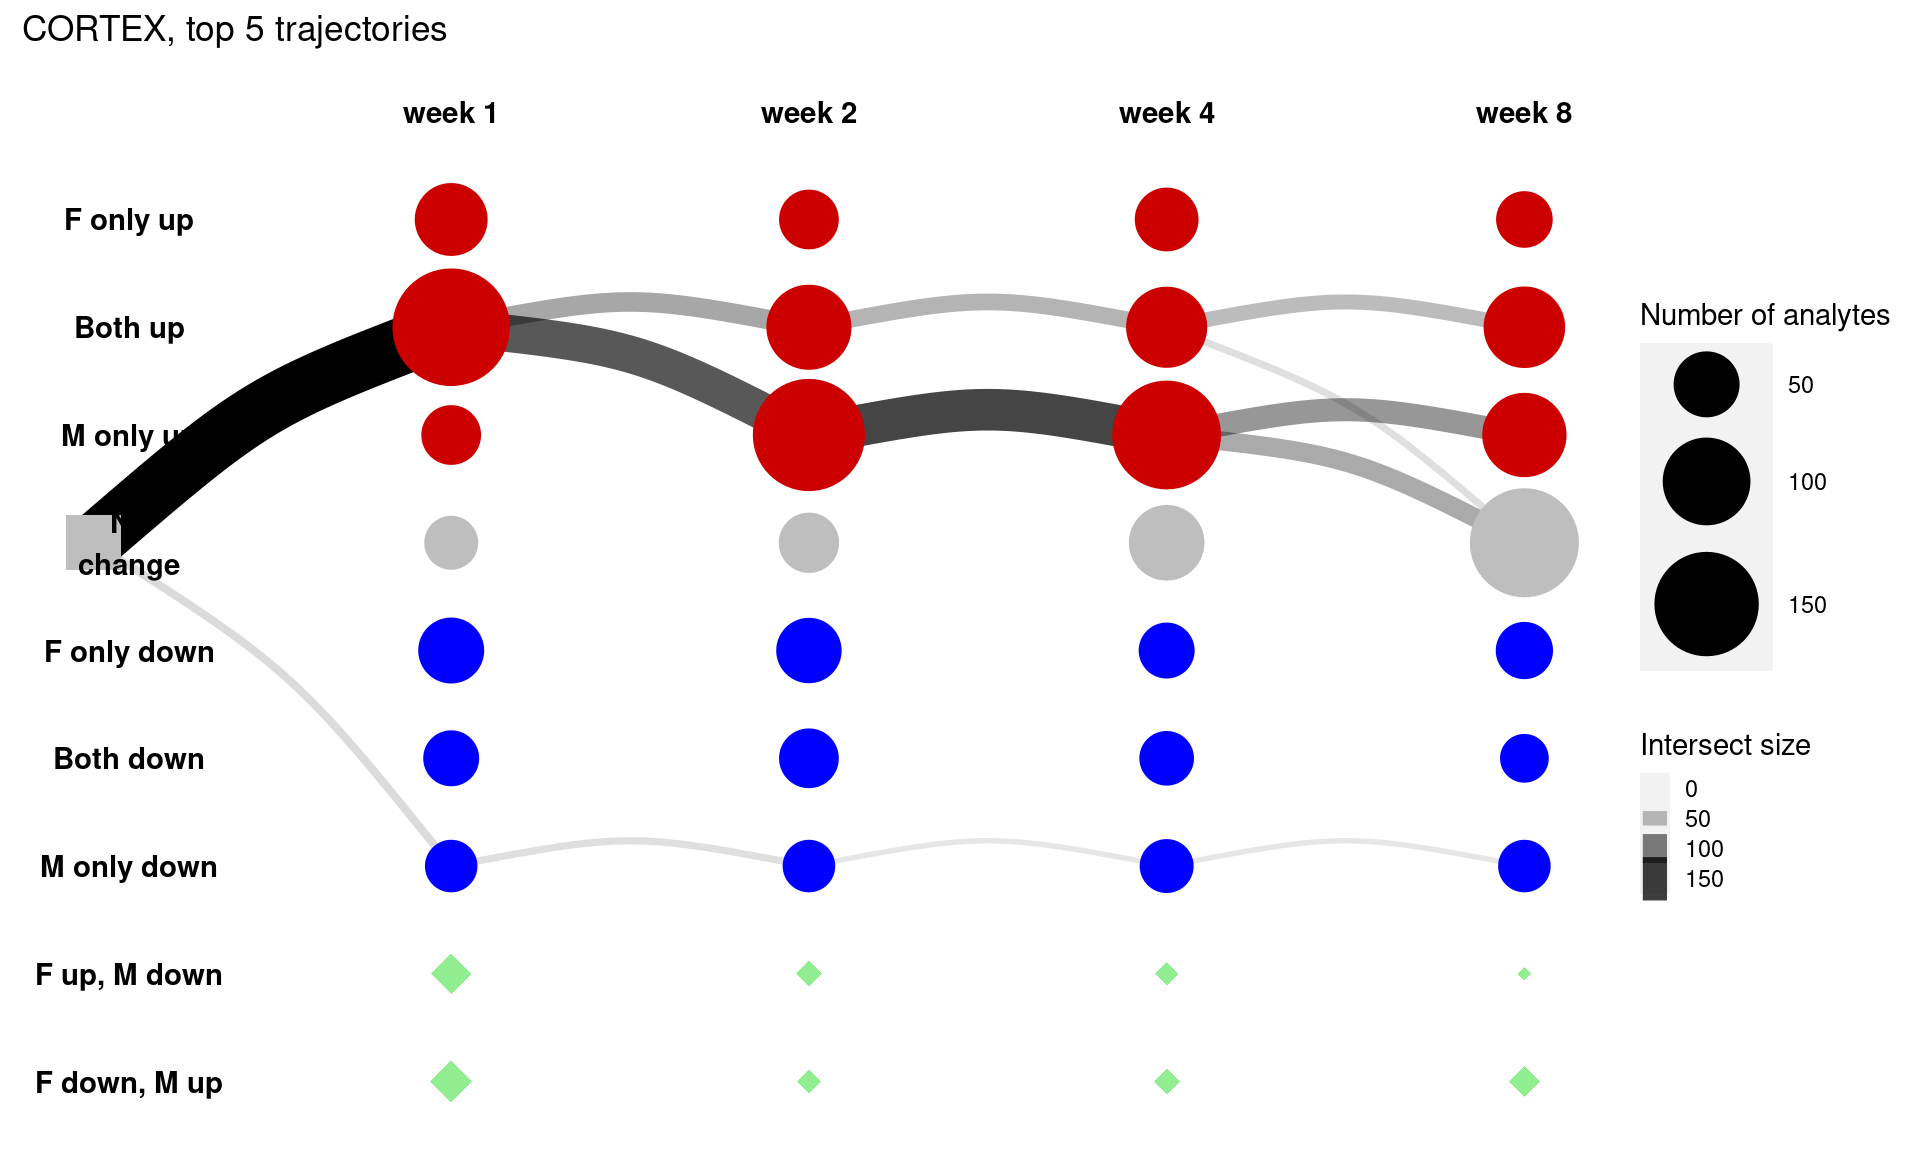 CORTEX, top 5 trajectories
week 1 week 2 week 4 week 8
F only up
Both up
M only
change
F only down
Both down
M only down
F up, M down
F down, M up
Number of analytes
50
100
150
Intersect size
0
50
100
150